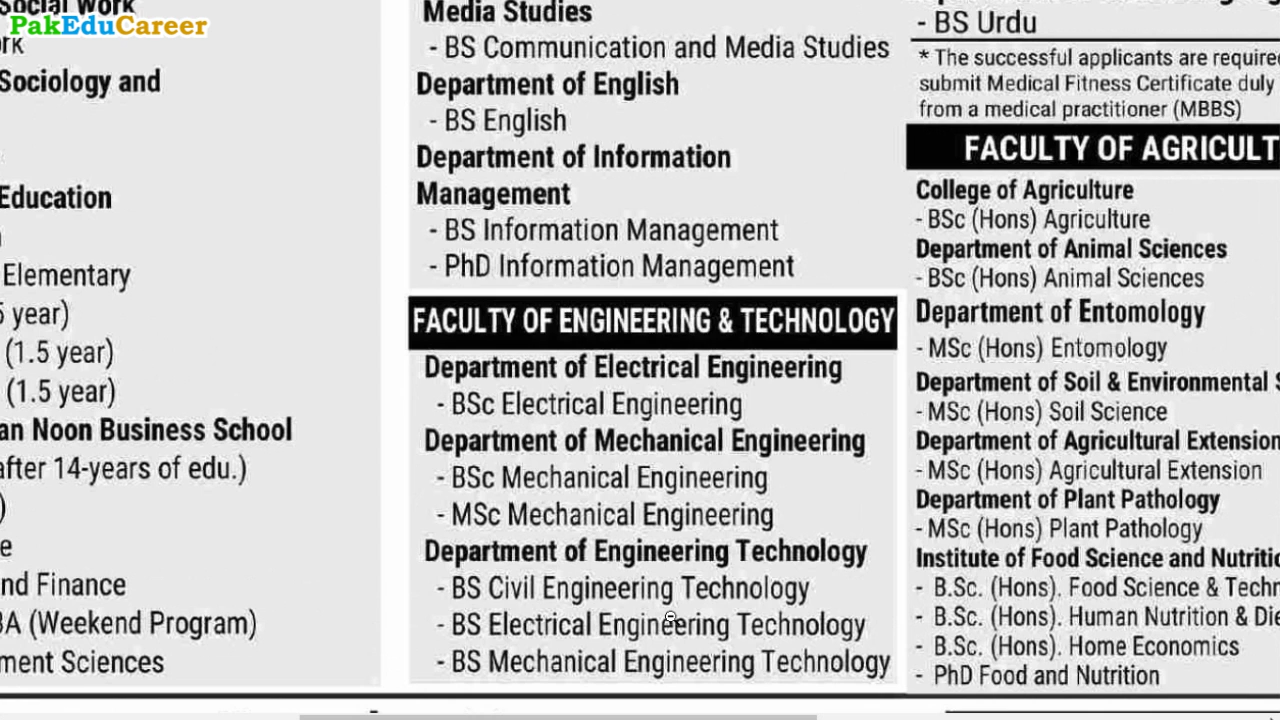 Social Work
PakEduCareer
rk
Sociology and
Education
Elementary
5 year)
(1.5 year)
(1.5 year)
an Noon Business School
after 14-years of edu.)
)
e
nd Finance
BA (Weekend Program)
ment Sciences
Media Studies
- BS Communication and Media Studies
Department of English
- BS English
Department of Information
Management
- BS Information Management
- PhD Information Management
FACULTY OF ENGINEERING & TECHNOLOGY
Department of Electrical Engineering
- BSc Electrical Engineering
Department of Mechanical Engineering
- BSc Mechanical Engineering
- MSc Mechanical Engineering
Department of Engineering Technology
- BS Civil Engineering Technology
- BS Electrical Engineering Technology
- BS Mechanical Engineering Technology
- BS Urdu
* The successful applicants are required
submit Medical Fitness Certificate duly
from a medical practitioner (MBBS)
FACULTY OF AGRICULT
College of Agriculture
- BSc (Hons) Agriculture
Department of Animal Sciences
- BSc (Hons) Animal Sciences
Department of Entomology
- MSc (Hons) Entomology
Department of Soil & Environmental S
- MSc (Hons) Soil Science
Department of Agricultural Extension
- MSc (Hons) Agricultural Extension
Department of Plant Pathology
- MSc (Hons) Plant Pathology
Institute of Food Science and Nutritio
- B.Sc. (Hons). Food Science & Techn
- B.Sc. (Hons). Human Nutrition & Die
- B.Sc. (Hons). Home Economics
- PhD Food and Nutrition